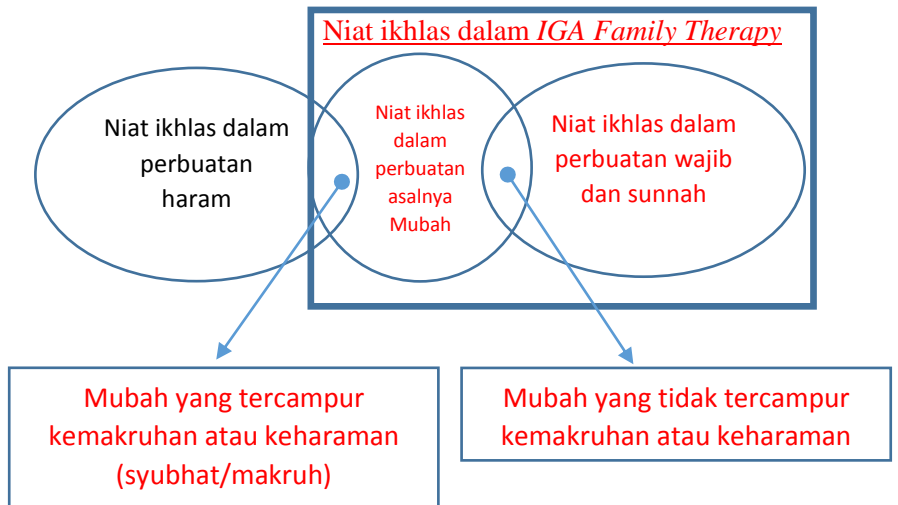 Niat ikhlas dalam IGA Family Therapy
Niat ikhlas dalam
perbuatan
haram
Niat ikhlas
dalam
perbuatan
asalnya
Mubah
Niat ikhlas dalam
perbuatan wajib
dan sunnah
Mubah yang tercampur
kemakruhan atau keharaman
(syubhat/makruh)
Mubah yang tidak tercampur
kemakruhan atau keharaman